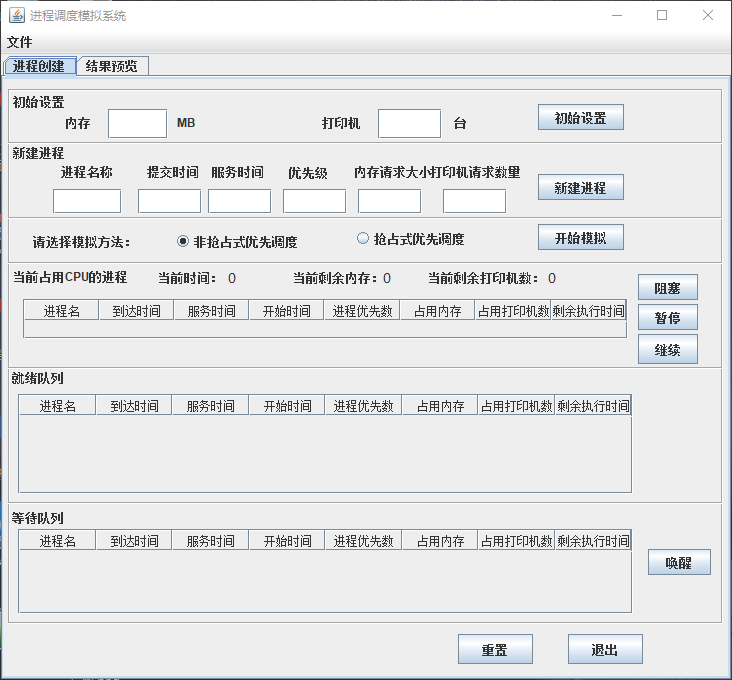 进程调度模拟系统
文件
进程创建 结果预览
初始设置
内存 MB 打印机 台 初始设置
新建进程
进程名称 提交时间 服务时间 优先级 内存请求大小 打印机请求数量
新建进程
请选择模拟方法： 非抢占式优先调度 抢占式优先调度 开始模拟
当前占用CPU的进程 当前时间： 0 当前剩余内存： 0 当前剩余打印机数： 0
阻塞
进程名 到达时间 服务时间 开始时间 进程优先数 占用内存 占用打印机数 剩余执行时间
暂停
继续
就绪队列
进程名 到达时间 服务时间 开始时间 进程优先数 占用内存 占用打印机数 剩余执行时间
等待队列
进程名 到达时间 服务时间 开始时间 进程优先数 占用内存 占用打印机数 剩余执行时间
唤醒
重置 退出